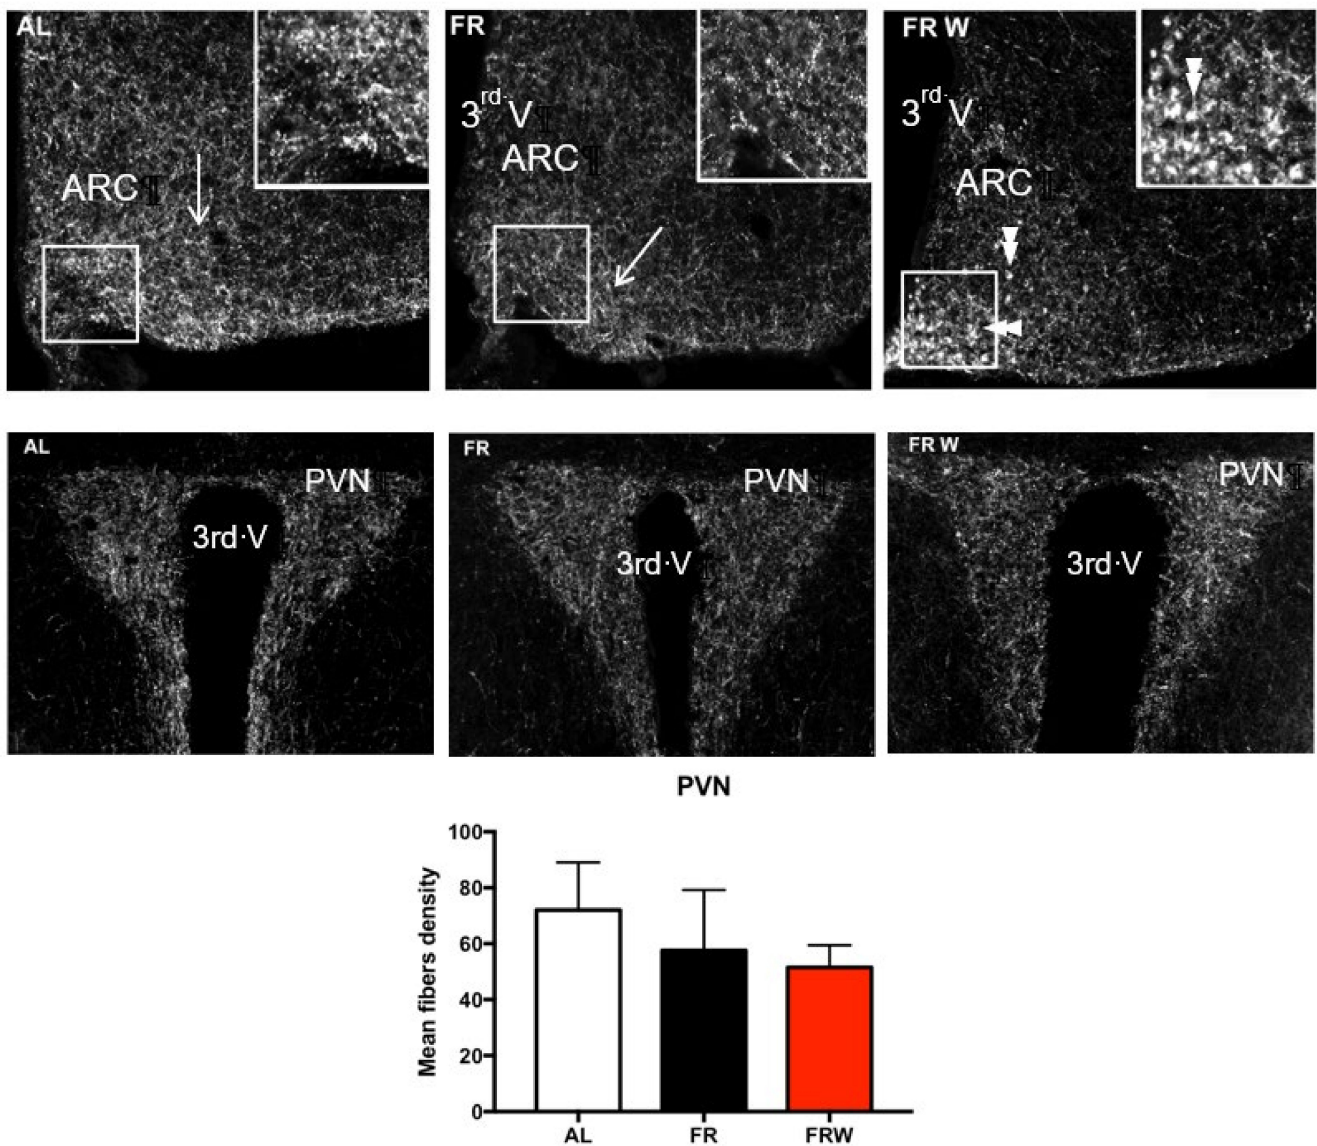 AL
ARC¶
FR
3rd·V¶
ARC¶
FR W
3rd·V¶
ARC¶
AL
PVN¶
3rd·V
FR
PVN¶
3rd·V¶
FR W
PVN¶
3rd·V
PVN
Mean fibers density
100
80
60
40
20
0
AL
FR
FRW